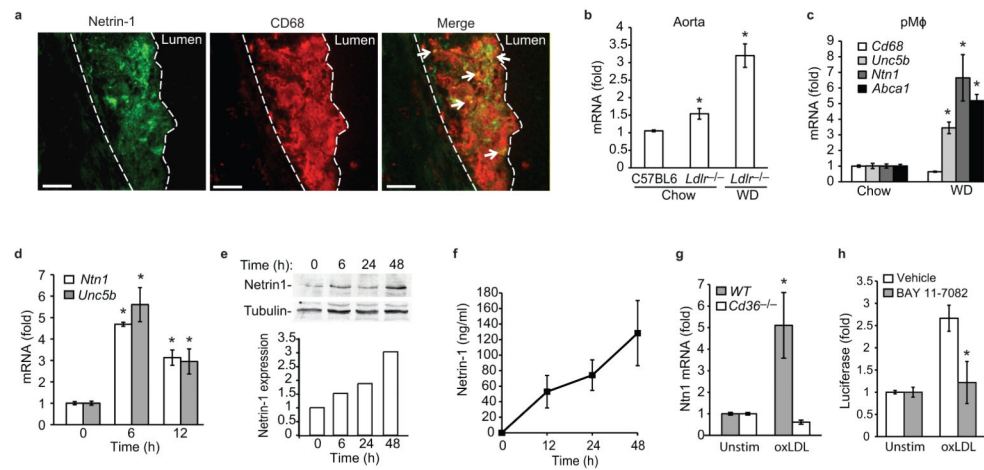 a
Netrin-1
CD68
Merge
Lumen
Lumen
Lumen
b
Aorta
mRNA (fold)
4
3.5
3
2.5
2
1.5
1
0.5
0
*
*
C57BL6 Ldlr–/– Ldlr–/–
Chow WD
c
pMϕ
Cd68
Unc5b
Ntn1
Abca1
mRNA (fold)
9
8
7
6
5
4
3
2
1
0
*
*
*
Chow WD
d
Ntn1
Unc5b
mRNA (fold)
7
6
5
4
3
2
1
0
*
*
*
*
0 6 12
Time (h)
e
Time (h): 0 6 24 48
Netrin1-
Tubulin-
Netrin-1 expression
3.5
3
2.5
2
1.5
1
0.5
0
0 6 24 48
Time (h)
f
Netrin-1 (ng/ml)
180
160
140
120
100
80
60
40
20
0
0 12 24 48
Time (h)
g
WT
Cd36–/–
Ntn1 mRNA (fold)
7
6
5
4
3
2
1
0
*
Unstim oxLDL
h
Vehicle
BAY 11-7082
Luciferase (fold)
3.5
3
2.5
2
1.5
1
0.5
0
*
Unstim oxLDL